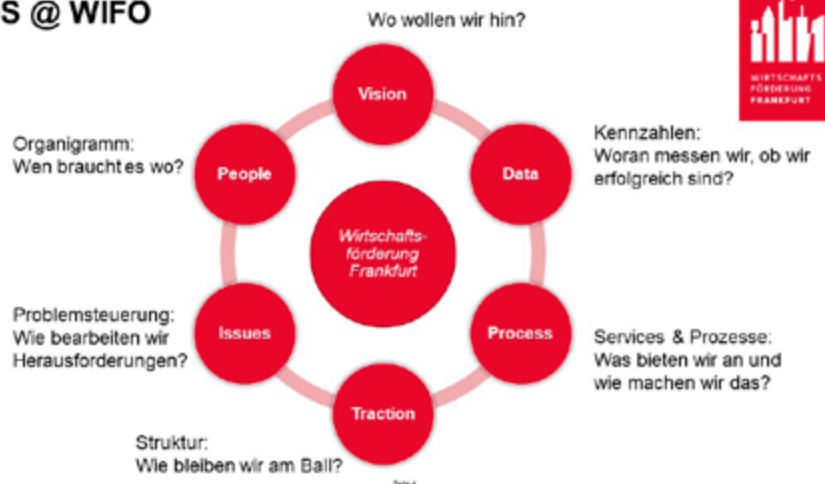 S @ WIFO
Wo wollen wir hin?
WIRTSCHAFTS
FÖRDERUNG
FRANKFURT
Vision
Organigramm:
Wen braucht es wo?
People
Data
Kennzahlen:
Woran messen wir, ob wir
erfolgreich sind?
Wirtschafts-
förderung
Frankfurt
Problemsteuerung:
Wie bearbeiten wir
Herausforderungen?
Issues
Process
Services & Prozesse:
Was bieten wir an und
wie machen wir das?
Traction
Struktur:
Wie bleiben wir am Ball?